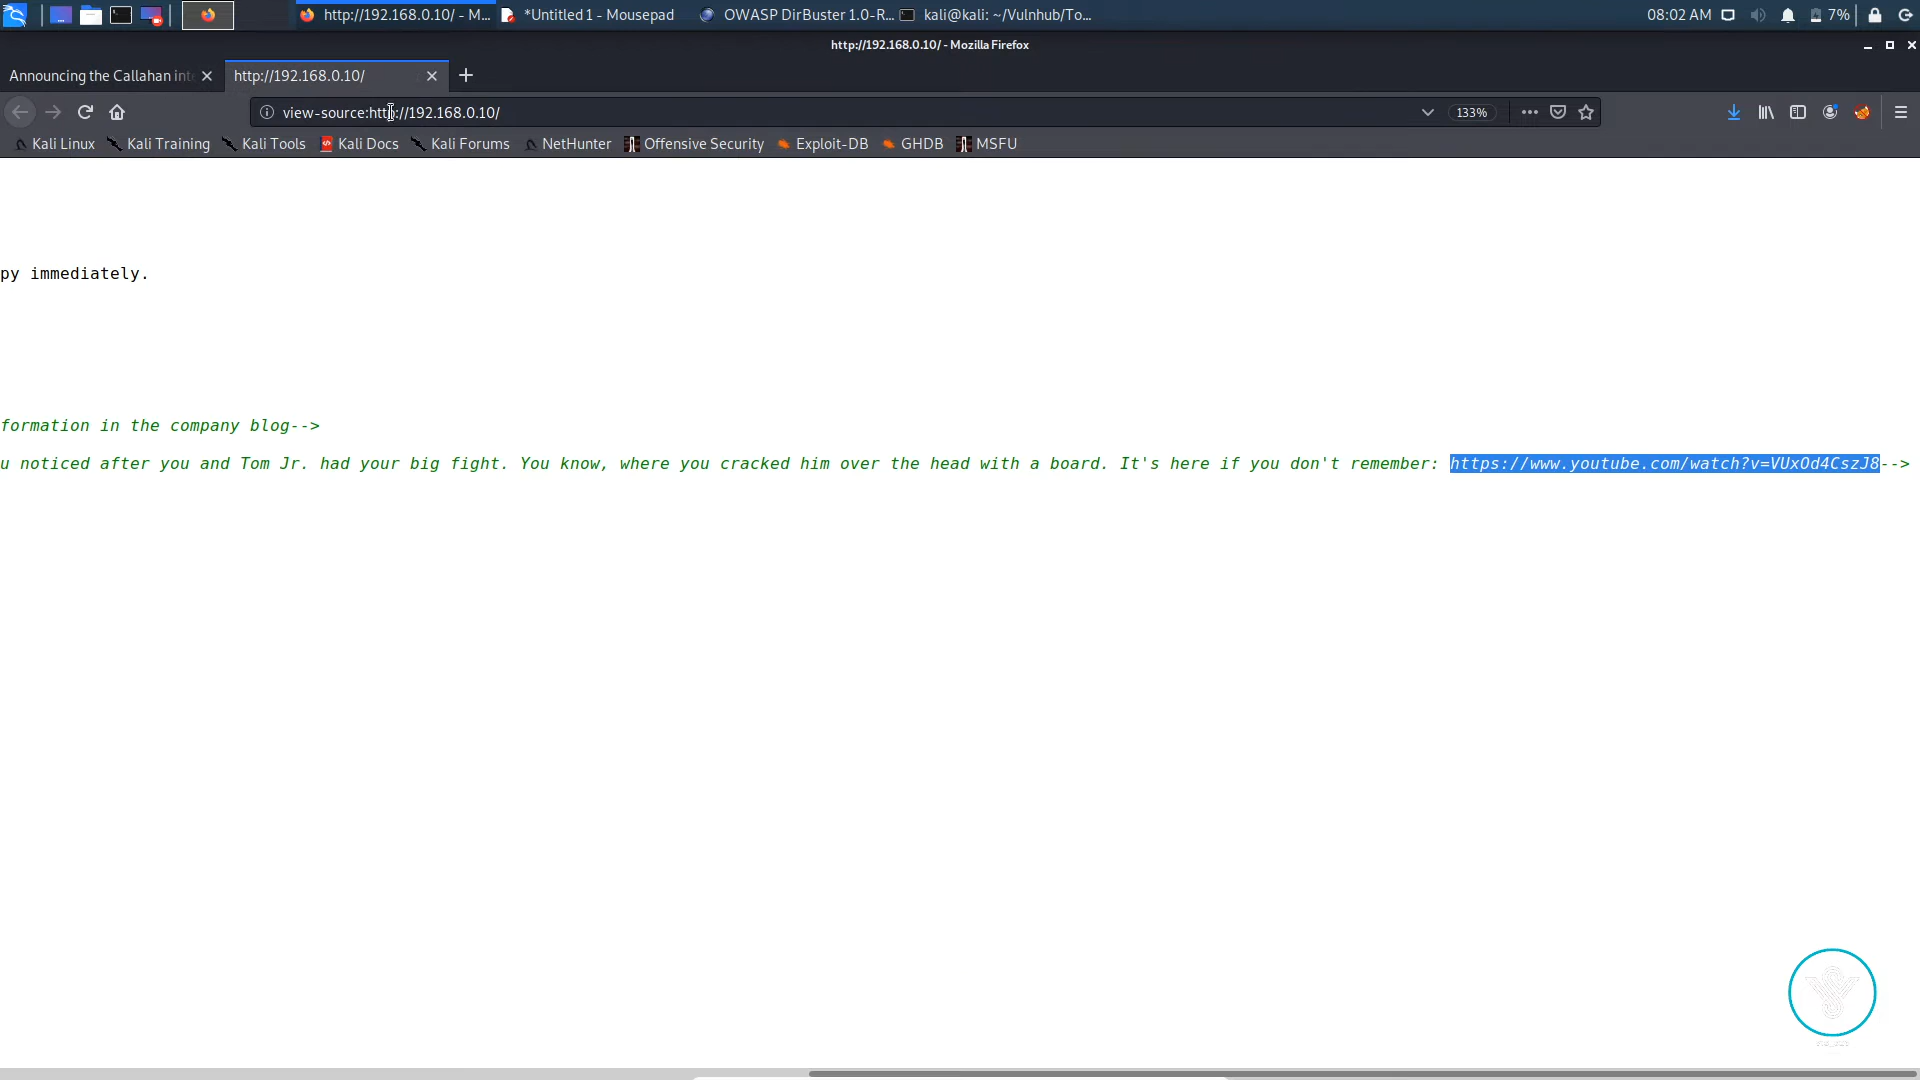 http://192.168.0.10/ - M...
*Untitled 1 - Mousepad
OWASP DirBuster 1.0-R...
kali@kali: ~/Vulnhub/To...
08:02 AM
7%
http://192.168.0.10/ - Mozilla Firefox
Announcing the Callahan int
http://192.168.0.10/
view-source:http://192.168.0.10/
133%
Kali Linux
Kali Training
Kali Tools
Kali Docs
Kali Forums
NetHunter
Offensive Security
Exploit-DB
GHDB
MSFU
py immediately.
formation in the company blog-->
u noticed after you and Tom Jr. had your big fight. You know, where you cracked him over the head with a board. It's here if you don't remember: https://www.youtube.com/watch?v=VUxOd4CszJ8-->